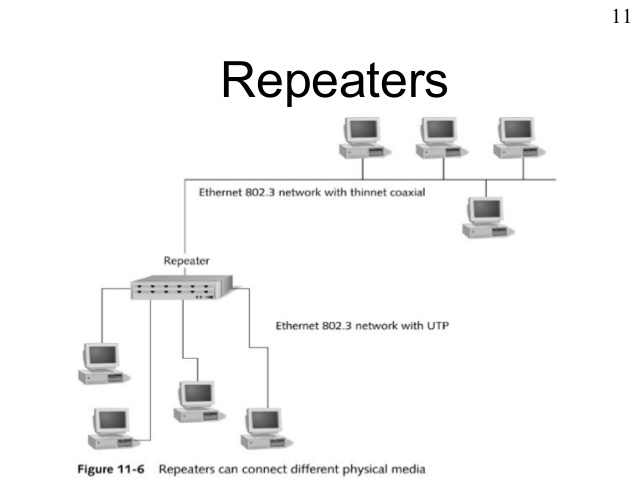 11
Repeaters
Ethernet 802.3 network with thinnet coaxial
Repeater
Ethernet 802.3 network with UTP
Figure 11-6 Repeaters can connect different physical media